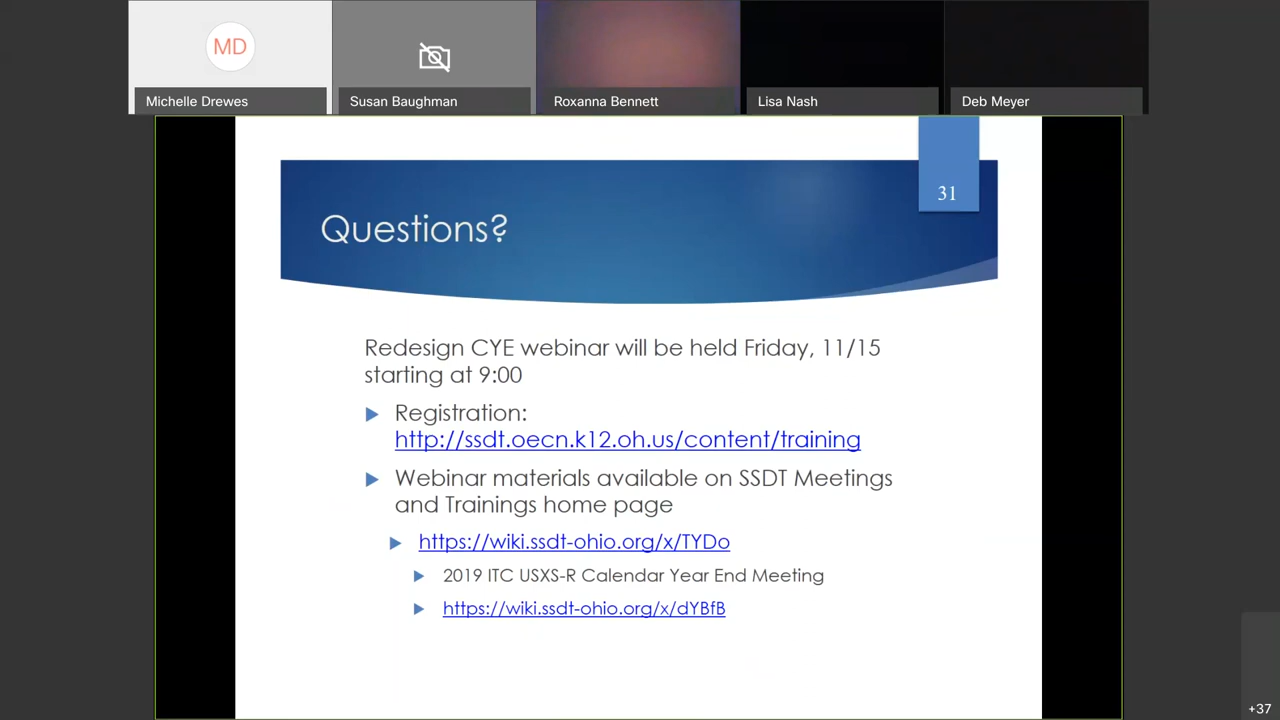 MD
Michelle Drewes
Susan Baughman
Roxanna Bennett
Lisa Nash
Deb Meyer
31
Questions?
Redesign CYE webinar will be held Friday, 11/15
starting at 9:00
Registration:
http://ssdt.oecn.k12.oh.us/content/training
Webinar materials available on SSDT Meetings
and Trainings home page
https://wiki.ssdt-ohio.org/x/TYDo
2019 ITC USXS-R Calendar Year End Meeting
https://wiki.ssdt-ohio.org/x/dYBfB
+37